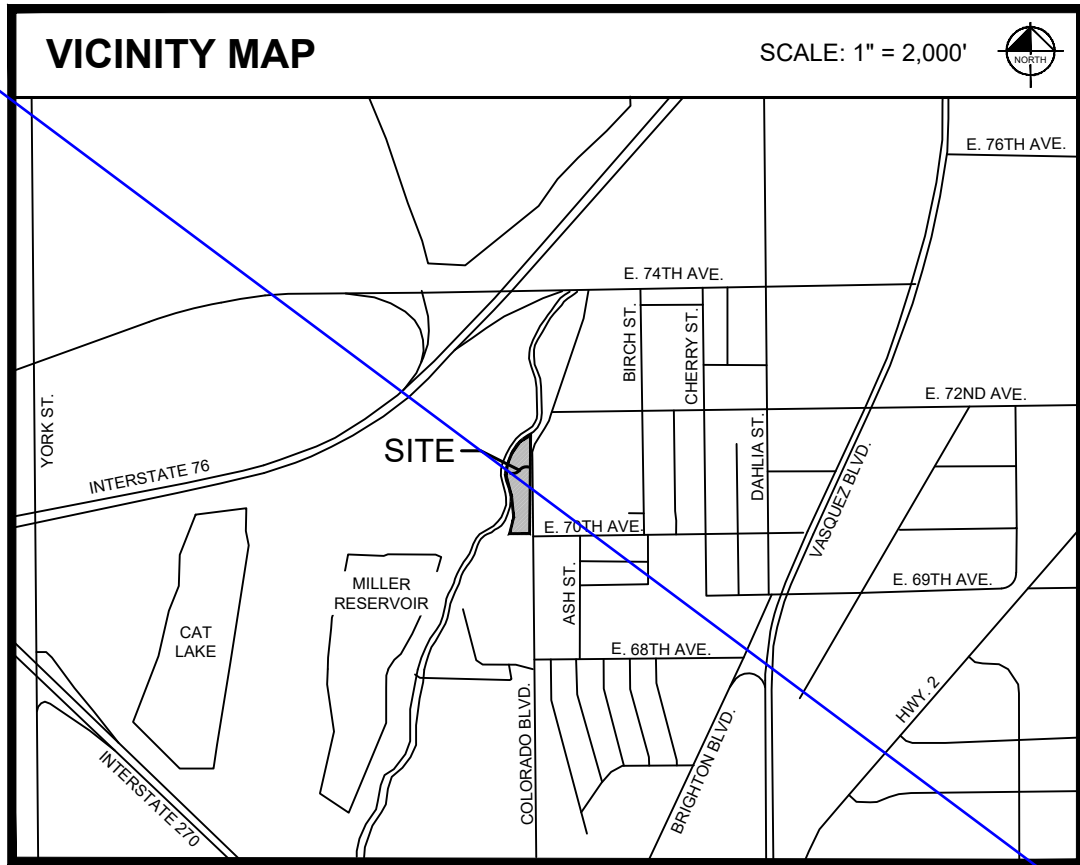 VICINITY MAP
SCALE: 1" = 2,000'
NORTH
E. 76TH AVE.
E. 74TH AVE.
BIRCH ST.
CHERRY ST.
E. 72ND AVE.
YORK ST.
SITE
DAHLIA ST.
VASQUEZ BLVD.
INTERSTATE 76
E. 70TH AVE.
MILLER
RESERVOIR
ASH ST.
E. 69TH AVE.
CAT
LAKE
E. 68TH AVE.
HWY. 2
COLORADO BLVD.
BRIGHTON BLVD.
INTERSTATE 270